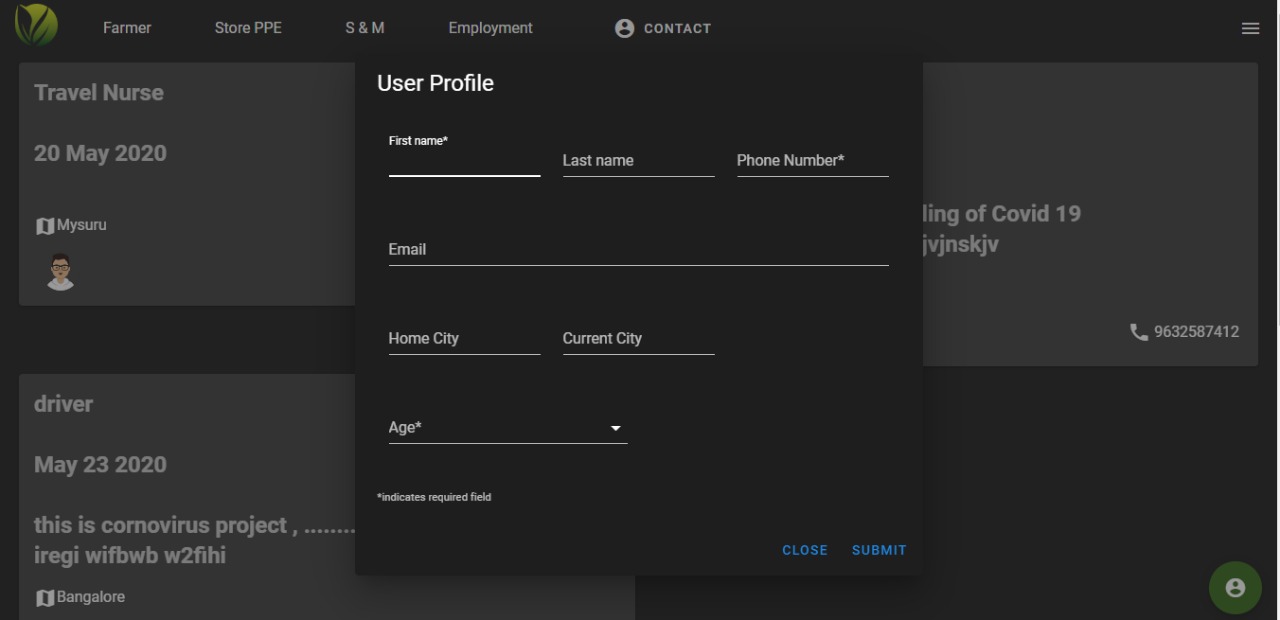 Farmer
Store PPE
S & M
Employment
CONTACT
Travel Nurse
20 May 2020
Mysuru
User Profile
First name*
Last name
Phone Number*
Email
Home City
Current City
Age*
*indicates required field
CLOSE
SUBMIT
ling of Covid 19
jvjnskjv
9632587412
driver
May 23 2020
this is cornovirus project , ........
iregi wifbwb w2fihi
Bangalore